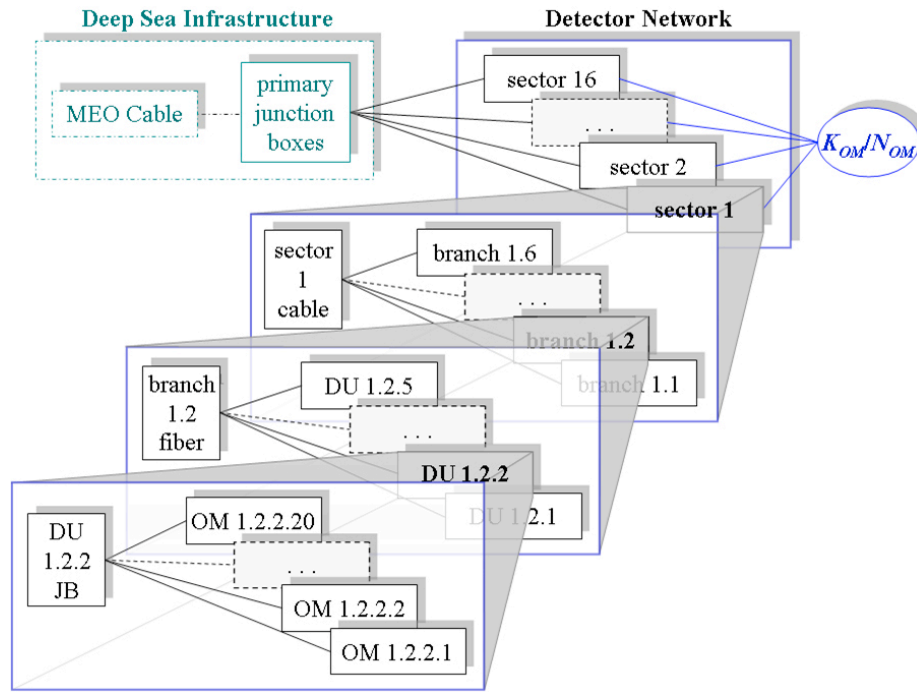 Deep Sea Infrastructure
Detector Network
MEO Cable
primary
junction
boxes
sector 16
. . .
sector 2
sector 1
K_OM/N_OM
sector
1
cable
branch 1.6
. . .
branch 1.2
branch 1.1
branch
1.2
fiber
DU 1.2.5
. . .
DU 1.2.2
DU 1.2.1
DU
1.2.2
JB
OM 1.2.2.20
. . .
OM 1.2.2.2
OM 1.2.2.1